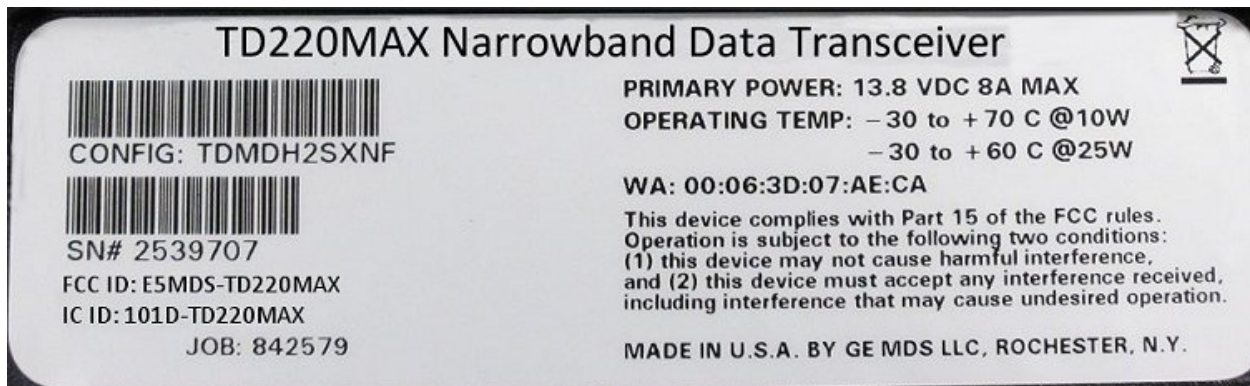 TD220MAX Narrowband Data Transceiver
CONFIG: TDMDH2SXNF
SN# 2539707
FCC ID: E5MDS-TD220MAX
IC ID: 101D-TD220MAX
JOB: 842579
PRIMARY POWER: 13.8 VDC 8A MAX
OPERATING TEMP: – 30 to + 70 C @10W
– 30 to + 60 C @25W
WA: 00:06:3D:07:AE:CA
This device complies with Part 15 of the FCC rules.
Operation is subject to the following two conditions:
(1) this device may not cause harmful interference,
and (2) this device must accept any interference received,
including interference that may cause undesired operation.
MADE IN U.S.A. BY GE MDS LLC, ROCHESTER, N.Y.